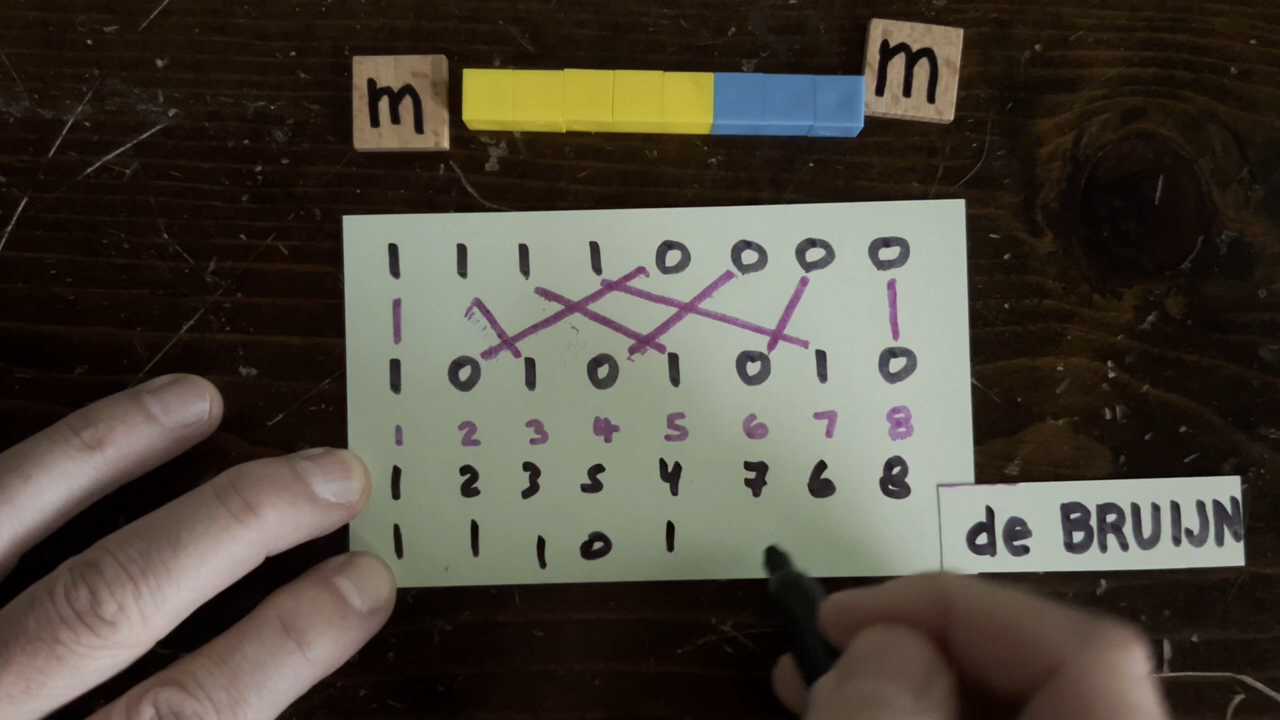 m m
1 1 1 1 0 0 0 0
1 0 1 0 1 0 1 0
1 2 3 4 5 6 7 8
1 2 3 5 4 7 6 8
de BRUIJN
1 1 1 0 1